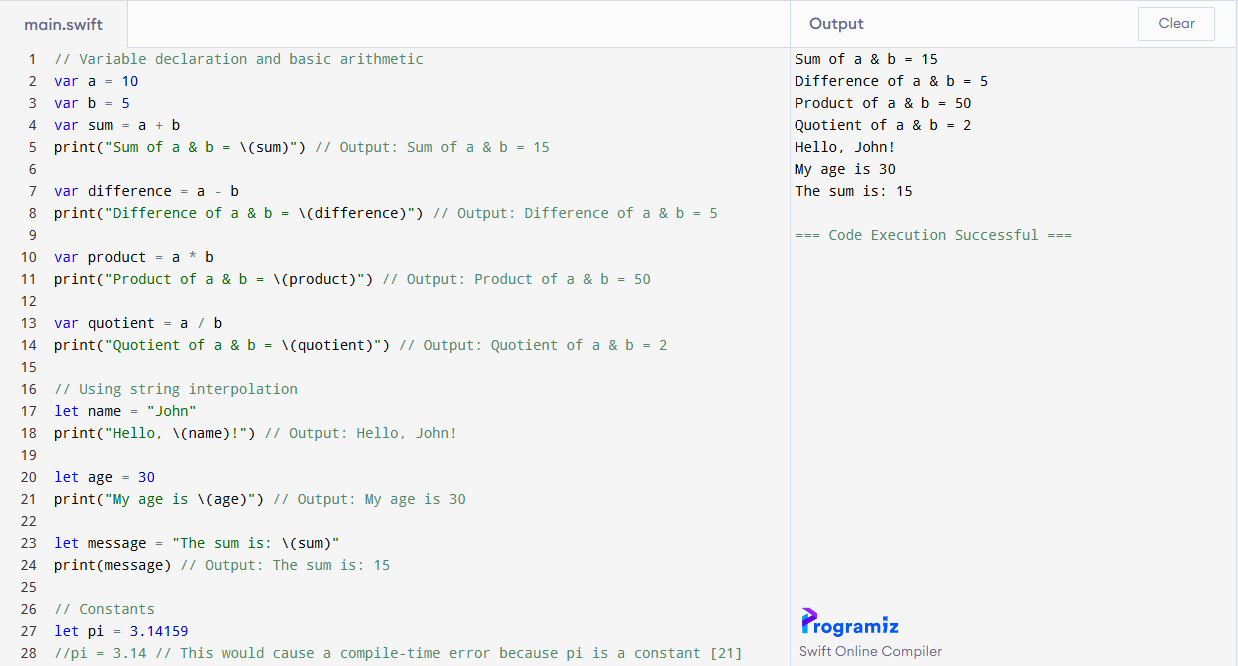 main.swift
1 // Variable declaration and basic arithmetic
2 var a = 10
3 var b = 5
4 var sum = a + b
5 print("Sum of a & b = \(sum)") // Output: Sum of a & b = 15
6
7 var difference = a - b
8 print("Difference of a & b = \(difference)") // Output: Difference of a & b = 5
9
10 var product = a * b
11 print("Product of a & b = \(product)") // Output: Product of a & b = 50
12
13 var quotient = a / b
14 print("Quotient of a & b = \(quotient)") // Output: Quotient of a & b = 2
15
16 // Using string interpolation
17 let name = "John"
18 print("Hello, \(name)!") // Output: Hello, John!
19
20 let age = 30
21 print("My age is \(age)") // Output: My age is 30
22
23 let message = "The sum is: \(sum)"
24 print(message) // Output: The sum is: 15
25
26 // Constants
27 let pi = 3.14159
28 //pi = 3.14 // This would cause a compile-time error because pi is a constant [21]
Output
Clear
Sum of a & b = 15
Difference of a & b = 5
Product of a & b = 50
Quotient of a & b = 2
Hello, John!
My age is 30
The sum is: 15
=== Code Execution Successful ===
Programiz
Swift Online Compiler